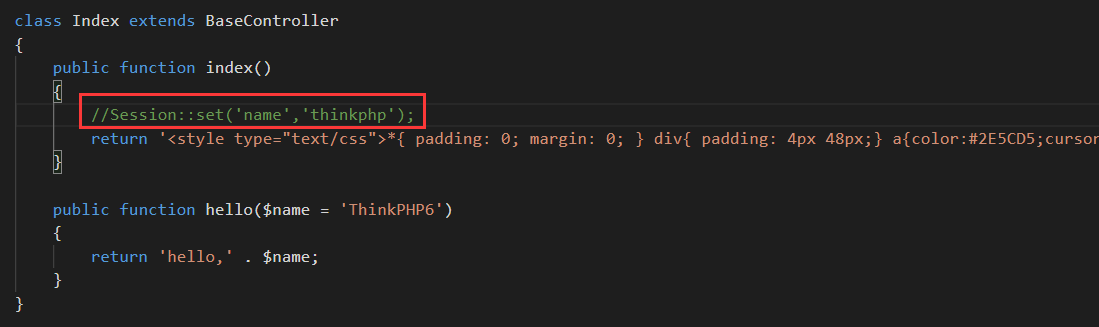 class Index extends BaseController
{
public function index()
{
//Session::set('name','thinkphp');
return '<style type="text/css">*{ padding: 0; margin: 0; } div{ padding: 4px 48px;} a{color:#2E5CD5;cursor
}
public function hello($name = 'ThinkPHP6')
{
return 'hello,' . $name;
}
}